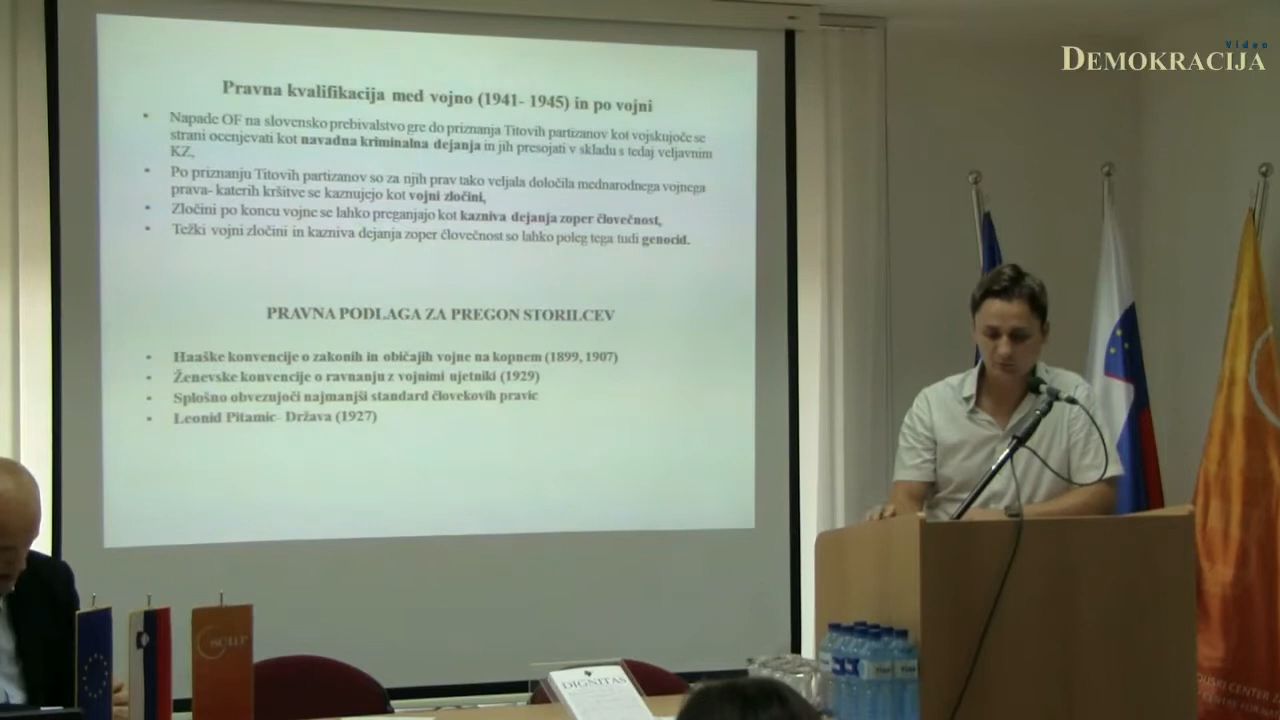 Video
DEMOKRACIJA
Pravna kvalifikacija med vojno (1941- 1945) in po vojni
• Napade OF na slovensko prebivalstvo gre do priznanja Titovih partizanov kot vojskujoče se
strani ocenjevati kot navadna kriminalna dejanja in jih presojati v skladu s tedaj veljavnim
KZ,
• Po priznanju Titovih partizanov so za njih prav tako veljala določila mednarodnega vojnega
prava- katerih kršitve se kaznujejo kot vojni zločini,
• Zločini po koncu vojne se lahko preganjajo kot kazniva dejanja zoper človečnost,
• Težki vojni zločini in kazniva dejanja zoper človečnost so lahko poleg tega tudi genocid.
PRAVNA PODLAGA ZA PREGON STORILCEV
• Haaške konvencije o zakonih in običajih vojne na kopnem (1899, 1907)
• Ženevske konvencije o ravnanju z vojnimi ujetniki (1929)
• Splošno obvezujoči najmanjši standard človekovih pravic
• Leonid Pitamic- Država (1927)
DIGNITAS
CENTER